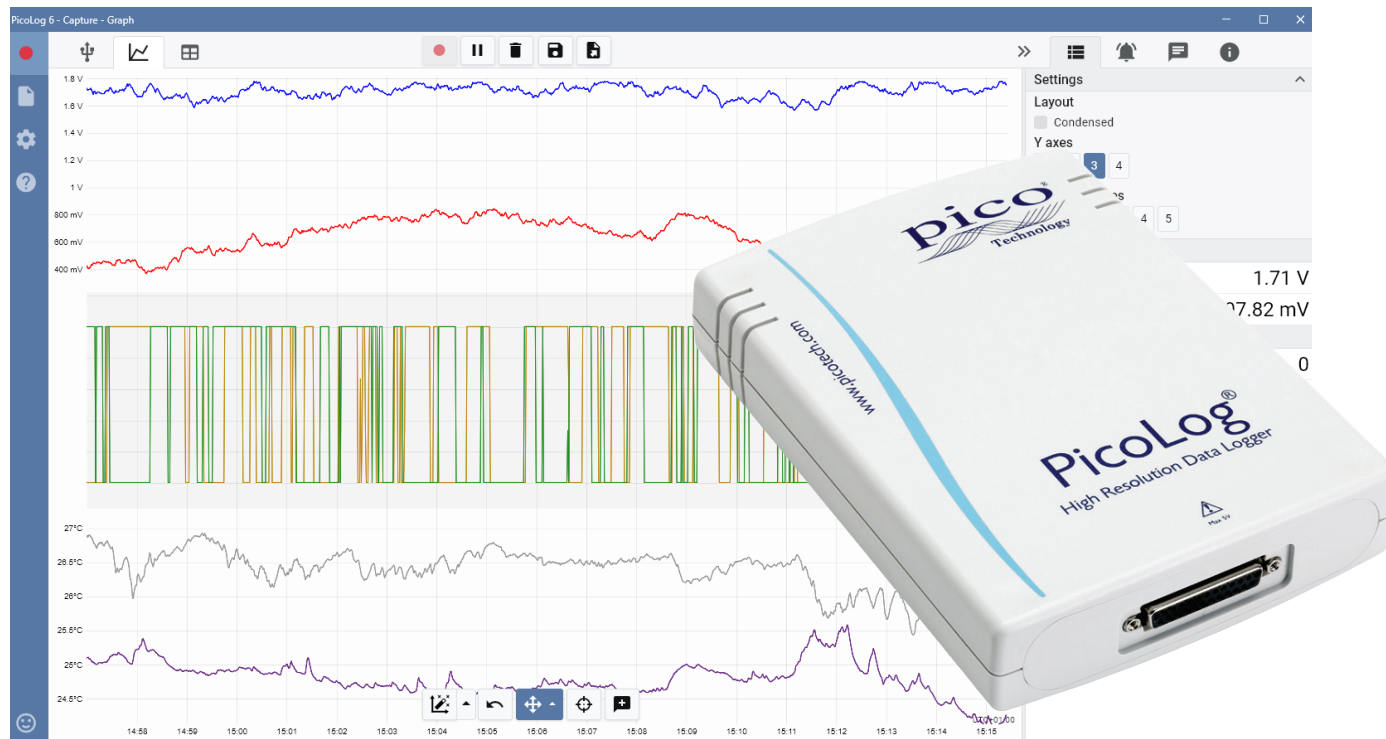 PicoLog 6 - Capture - Graph
Settings
Layout
Condensed
Y axes
3
4
4
5
1.71 V
07.82 mV
0
1.8 V
1.6 V
1.4 V
1.2 V
1 V
800 mV
600 mV
400 mV
27°C
26.5°C
26°C
25.5°C
25°C
24.5°C
14:58 14:59 15:00 15:01 15:02 15:03 15:04 15:05 15:06 15:07 15:08 15:09 15:10 15:11 15:12 15:13 15:14 15:15
pico®
Technology
www.picotech.com
PicoLog®
High Resolution Data Logger
Max 5V